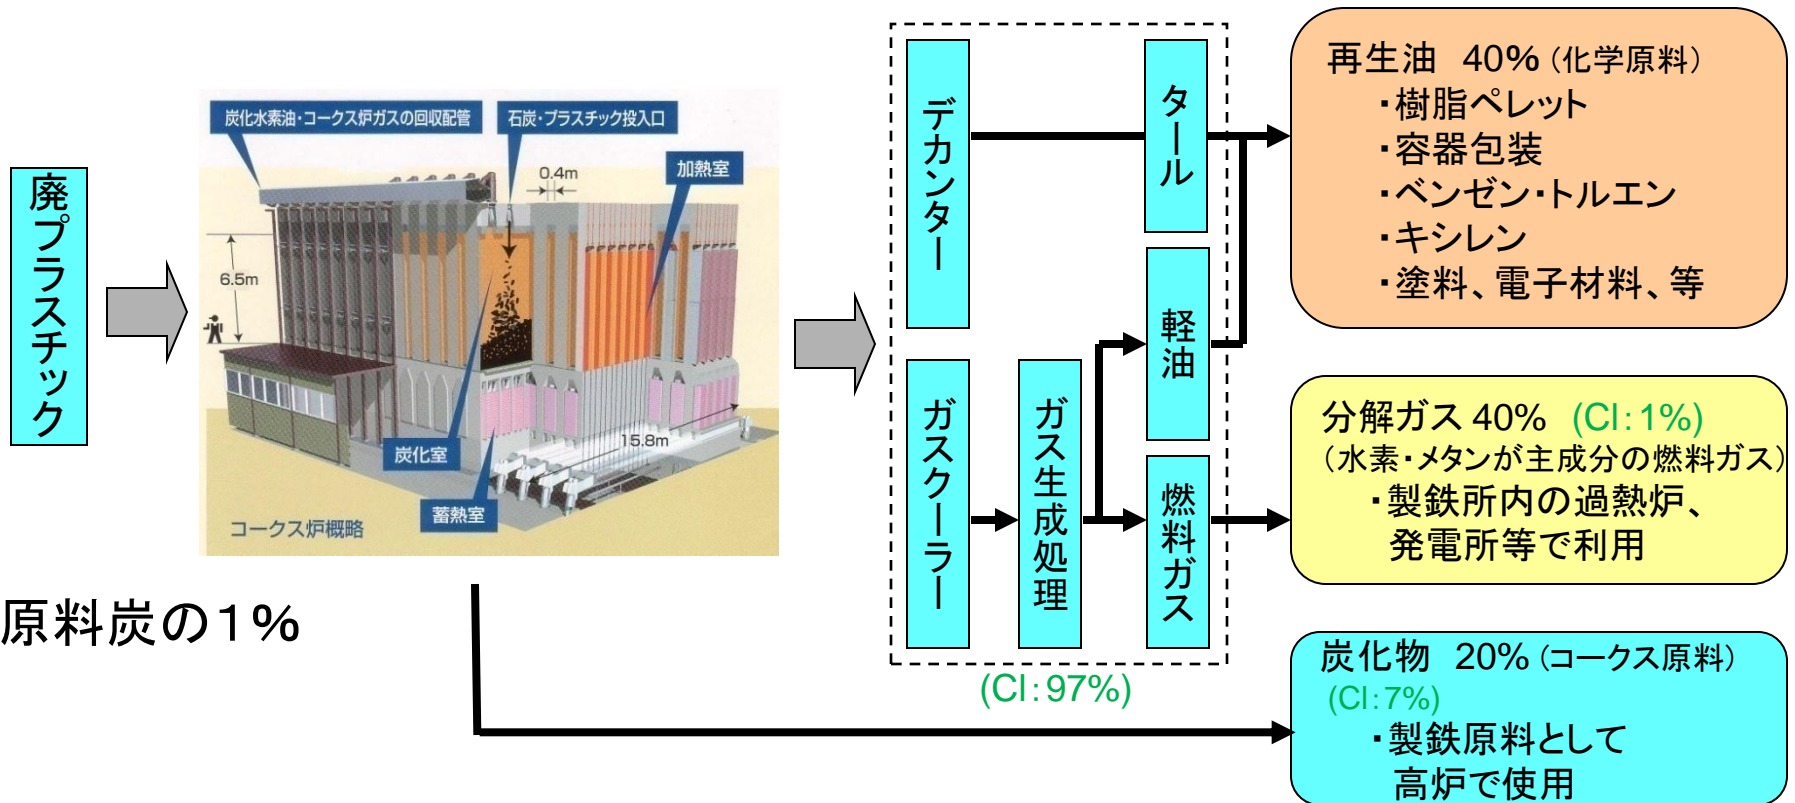 廃プラスチック
原料炭の1%
炭化水素油・コークス炉ガスの回収配管
石炭・プラスチック投入口
加熱室
0.4m
6.5m
15.8m
炭化室
蓄熱室
コークス炉概略
デカンター
タール
ガスクーラー
ガス生成処理
軽油
燃料ガス
(Cl:97%)
再生油 40%(化学原料)
・樹脂ペレット
・容器包装
・ベンゼン・トルエン
・キシレン
・塗料、電子材料、等
分解ガス 40% (Cl:1%)
(水素・メタンが主成分の燃料ガス)
・製鉄所内の過熱炉、
発電所等で利用
炭化物 20%(コークス原料)
(Cl:7%)
・製鉄原料として
高炉で使用